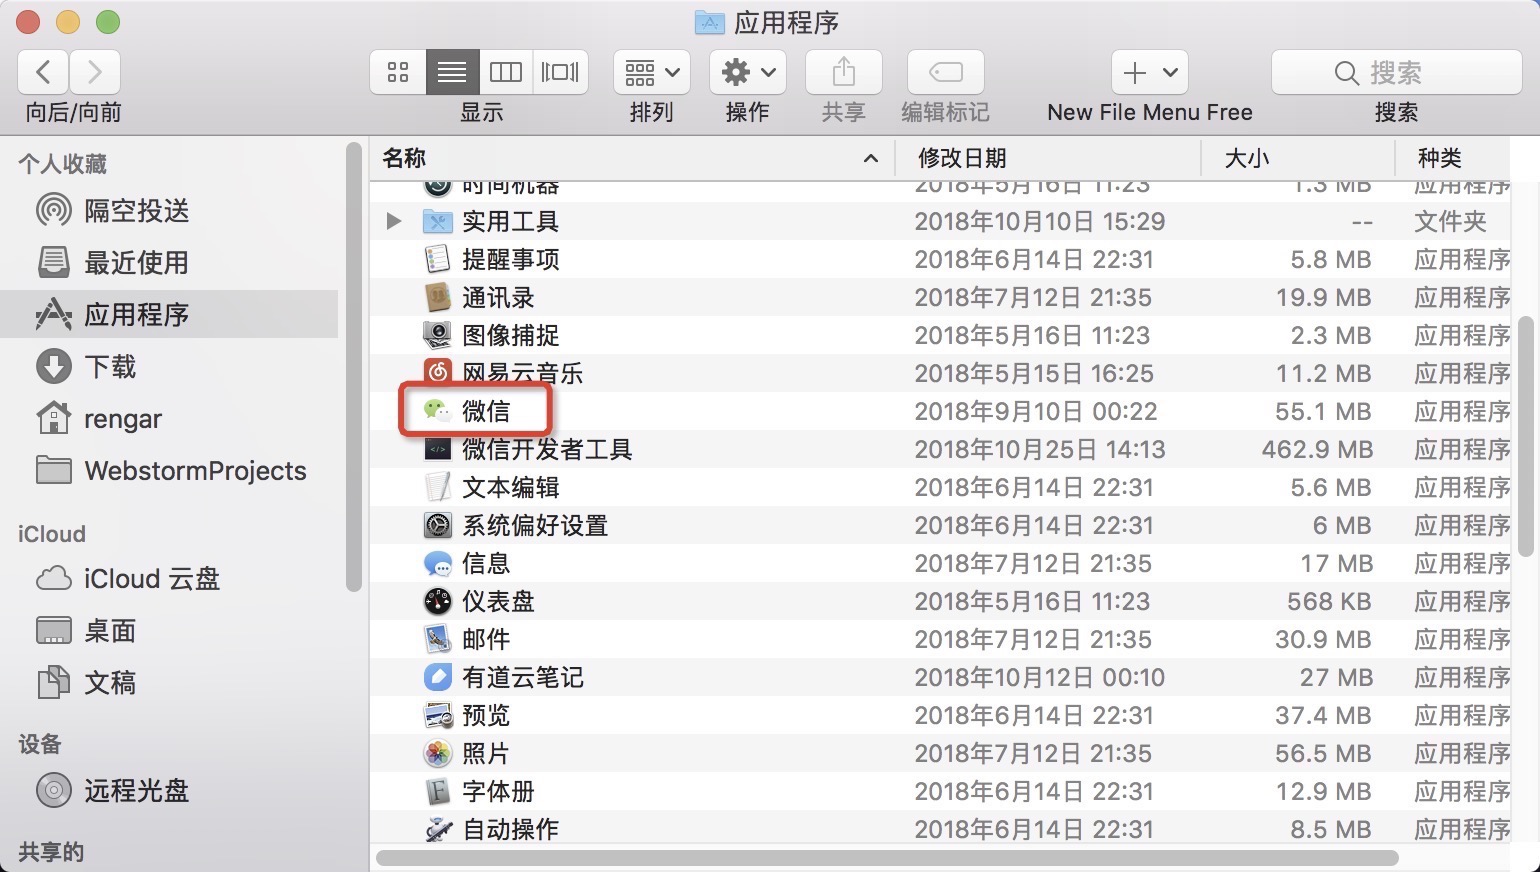 应用程序
向后/向前
显示
排列
操作
共享
编辑标记
New File Menu Free
搜索
搜索
个人收藏
隔空投送
最近使用
应用程序
下载
rengar
WebstormProjects
iCloud
iCloud 云盘
桌面
文稿
设备
远程光盘
共享的
名称 修改日期 大小 种类
时间机器 2018年5月16日 11:23 1.3 MB 应用程序
实用工具 2018年10月10日 15:29 -- 文件夹
提醒事项 2018年6月14日 22:31 5.8 MB 应用程序
通讯录 2018年7月12日 21:35 19.9 MB 应用程序
图像捕捉 2018年5月16日 11:23 2.3 MB 应用程序
网易云音乐 2018年5月15日 16:25 11.2 MB 应用程序
微信 2018年9月10日 00:22 55.1 MB 应用程序
微信开发者工具 2018年10月25日 14:13 462.9 MB 应用程序
文本编辑 2018年6月14日 22:31 5.6 MB 应用程序
系统偏好设置 2018年6月14日 22:31 6 MB 应用程序
信息 2018年7月12日 21:35 17 MB 应用程序
仪表盘 2018年5月16日 11:23 568 KB 应用程序
邮件 2018年7月12日 21:35 30.9 MB 应用程序
有道云笔记 2018年10月12日 00:10 27 MB 应用程序
预览 2018年6月14日 22:31 37.4 MB 应用程序
照片 2018年7月12日 21:35 56.5 MB 应用程序
字体册 2018年6月14日 22:31 12.9 MB 应用程序
自动操作 2018年6月14日 22:31 8.5 MB 应用程序